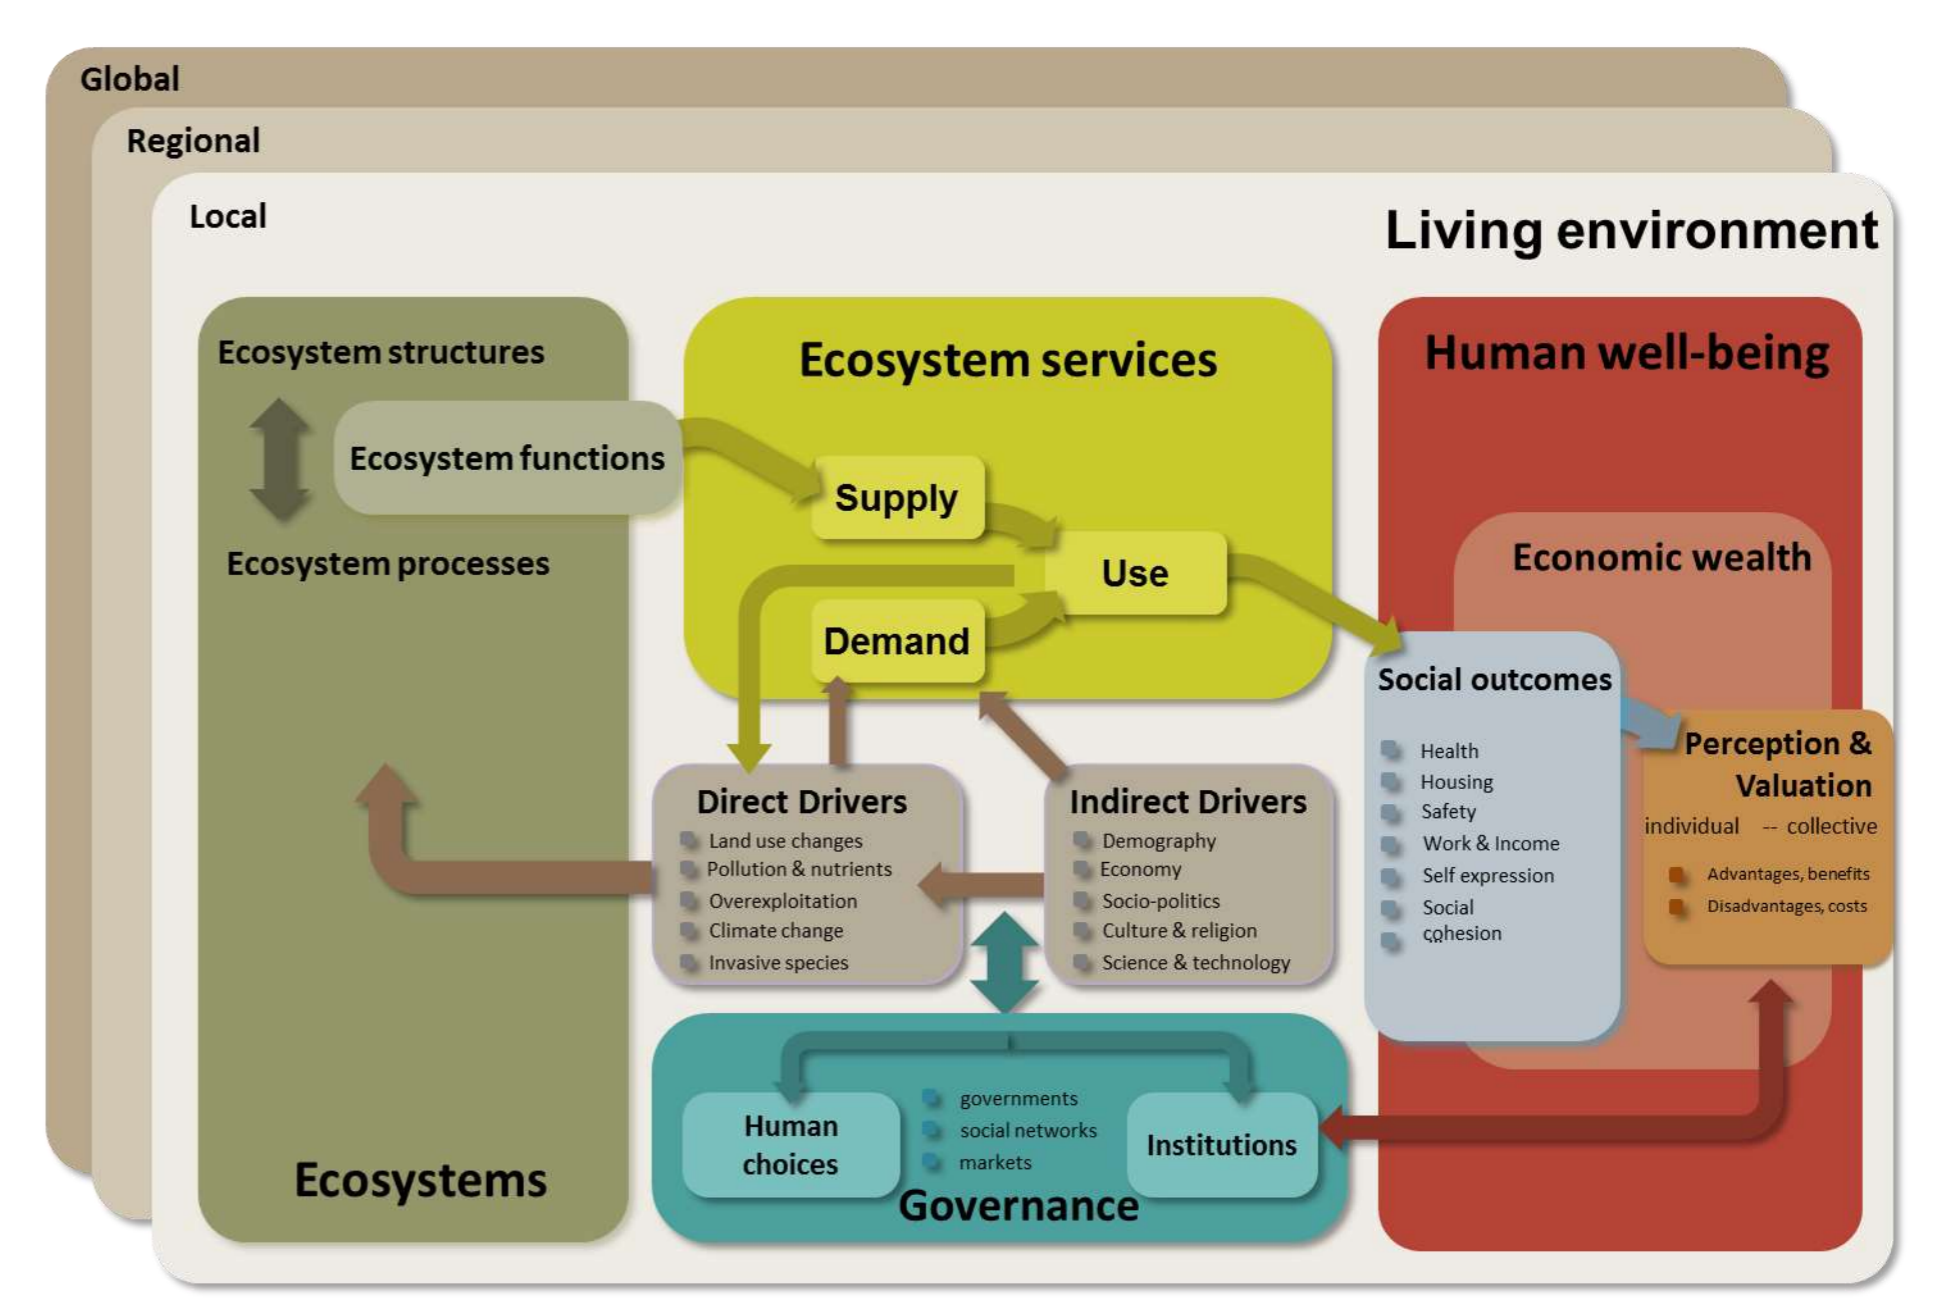 Global
Regional
Local
Living environment
Ecosystem structures
Ecosystem functions
Ecosystem processes
Ecosystems
Ecosystem services
Supply
Use
Demand
Direct Drivers
Land use changes
Pollution & nutrients
Overexploitation
Climate change
Invasive species
Indirect Drivers
Demography
Economy
Socio-politics
Culture & religion
Science & technology
Human
choices
governments
social networks
markets
Institutions
Governance
Human well-being
Economic wealth
Social outcomes
Health
Housing
Safety
Work & Income
Self expression
Social
cohesion
Perception &
Valuation
individual -- collective
Advantages, benefits
Disadvantages, costs